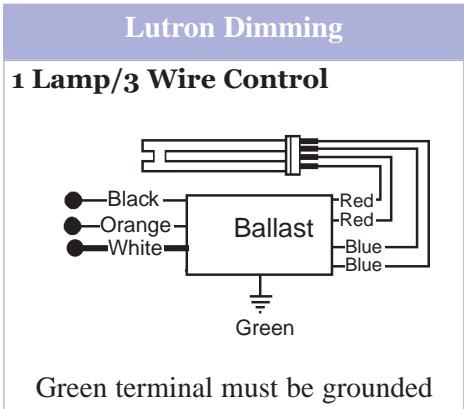 Lutron Dimming
1 Lamp/3 Wire Control
Black
Orange
White
Ballast
Red
Red
Blue
Blue
Green
Green terminal must be grounded